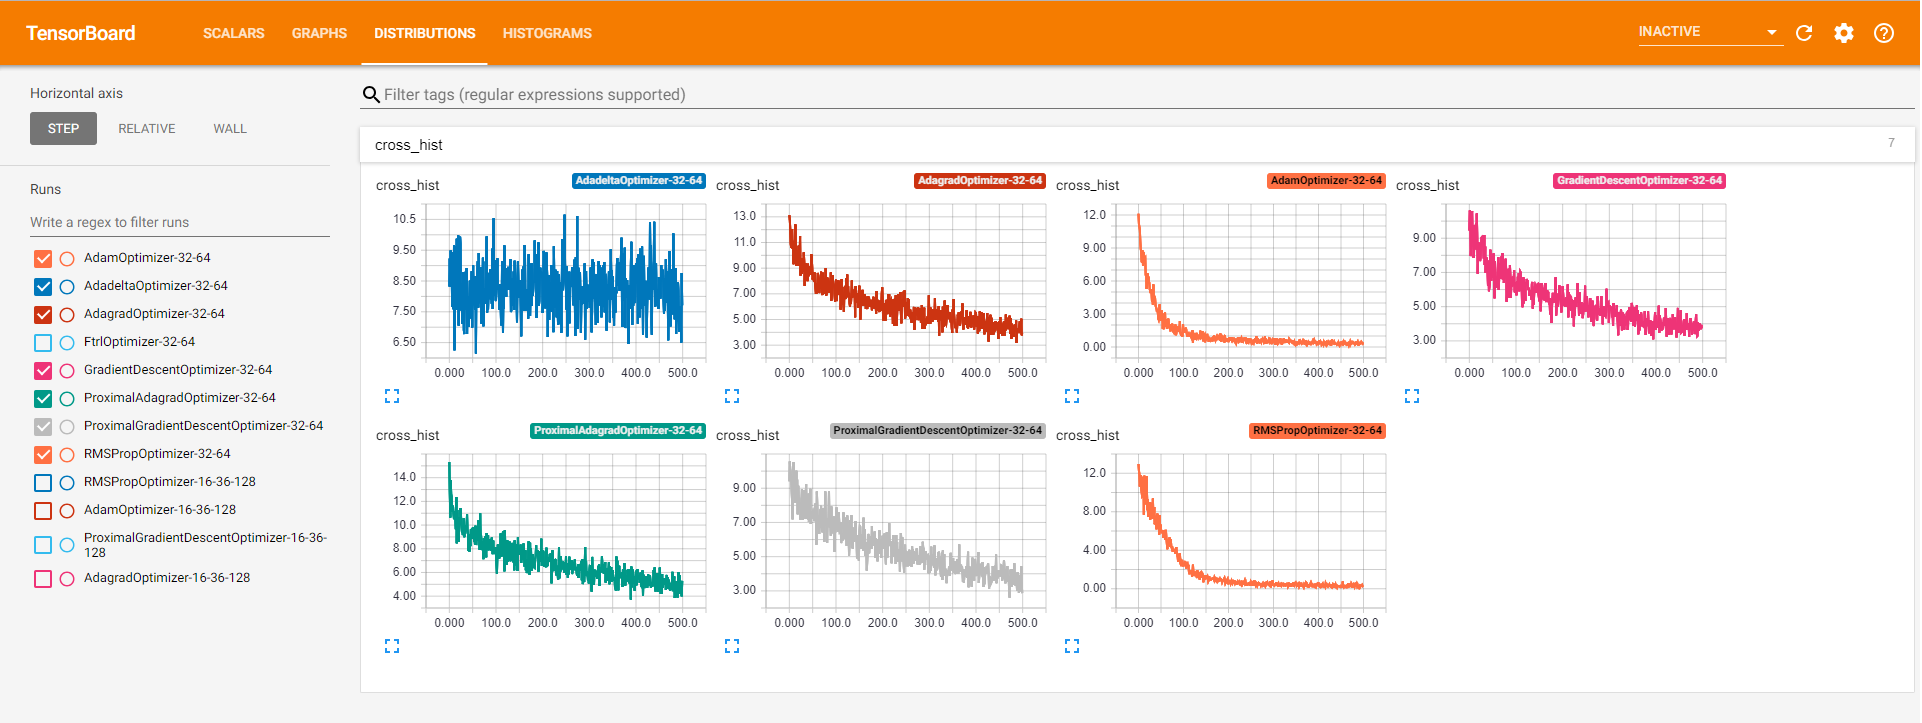 TensorBoard SCALARS GRAPHS DISTRIBUTIONS HISTOGRAMS INACTIVE
Horizontal axis
STEP RELATIVE WALL
Runs
Write a regex to filter runs
AdamOptimizer-32-64
AdadeltaOptimizer-32-64
AdagradOptimizer-32-64
FtrlOptimizer-32-64
GradientDescentOptimizer-32-64
ProximalAdagradOptimizer-32-64
ProximalGradientDescentOptimizer-32-64
RMSPropOptimizer-32-64
RMSPropOptimizer-16-36-128
AdamOptimizer-16-36-128
ProximalGradientDescentOptimizer-16-36-
128
AdagradOptimizer-16-36-128
Filter tags (regular expressions supported)
cross_hist 7
cross_hist AdadeltaOptimizer-32-64
10.5
9.50
8.50
7.50
6.50
0.000 100.0 200.0 300.0 400.0 500.0
cross_hist AdagradOptimizer-32-64
13.0
11.0
9.00
7.00
5.00
3.00
0.000 100.0 200.0 300.0 400.0 500.0
cross_hist AdamOptimizer-32-64
12.0
9.00
6.00
3.00
0.00
0.000 100.0 200.0 300.0 400.0 500.0
cross_hist GradientDescentOptimizer-32-64
9.00
7.00
5.00
3.00
0.000 100.0 200.0 300.0 400.0 500.0
cross_hist ProximalAdagradOptimizer-32-64
14.0
12.0
10.0
8.00
6.00
4.00
0.000 100.0 200.0 300.0 400.0 500.0
cross_hist ProximalGradientDescentOptimizer-32-64
9.00
7.00
5.00
3.00
0.000 100.0 200.0 300.0 400.0 500.0
cross_hist RMSPropOptimizer-32-64
12.0
8.00
4.00
0.00
0.000 100.0 200.0 300.0 400.0 500.0